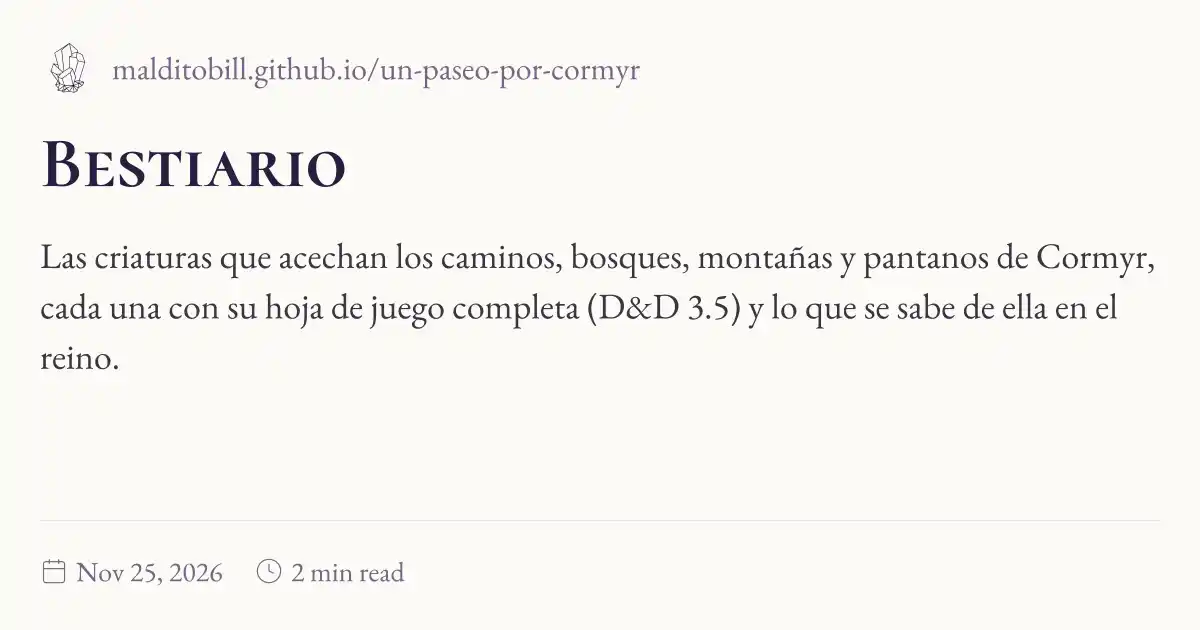 malditobill.github.io/un-paseo-por-cormyr
Bestiario
Las criaturas que acechan los caminos, bosques, montañas y pantanos de Cormyr,
cada una con su hoja de juego completa (D&D 3.5) y lo que se sabe de ella en el
reino.
Nov 25, 2026
2 min read